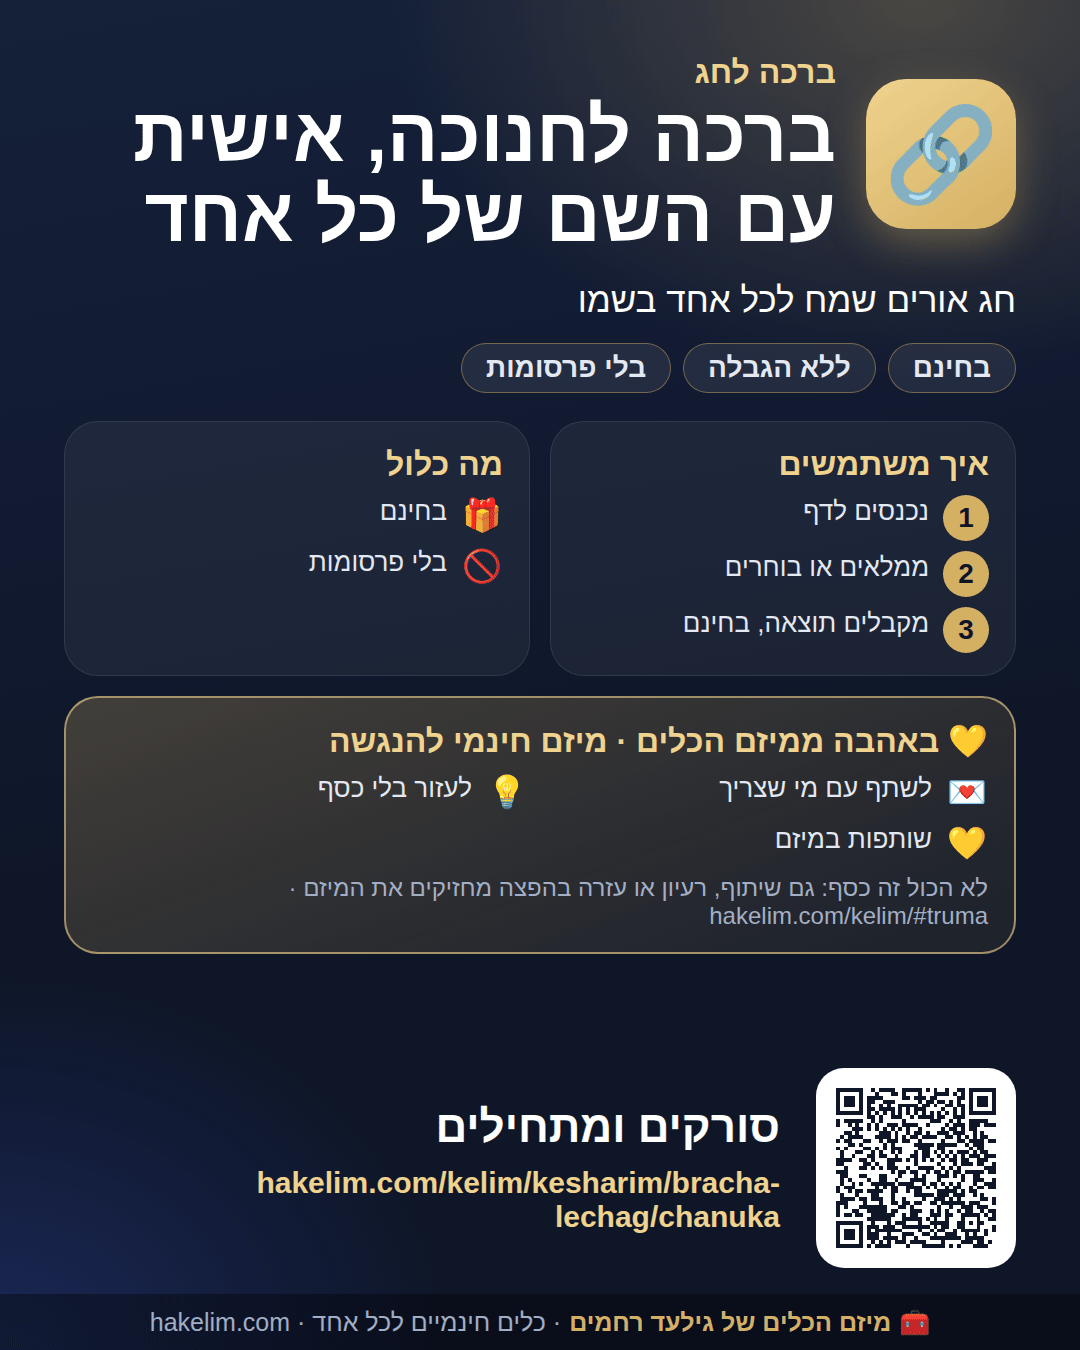 ברכה לחג
ברכה לחנוכה, אישית
עם השם של כל אחד
חג אורים שמח לכל אחד בשמו
בחינם
ללא הגבלה
בלי פרסומות
איך משתמשים
1 נכנסים לדף
2 ממלאים או בוחרים
3 מקבלים תוצאה, בחינם
מה כלול
בחינם
בלי פרסומות
באהבה ממיזם הכלים · מיזם חינמי להנגשה
לשתף עם מי שצריך
לעזור בלי כסף
שותפות במיזם
לא הכול זה כסף: גם שיתוף, רעיון או עזרה בהפצה מחזיקים את המיזם ·
hakelim.com/kelim/#truma
סורקים ומתחילים
hakelim.com/kelim/kesharim/bracha-
lechag/chanuka
מיזם הכלים של גילעד רחמים · כלים חינמיים לכל אחד · hakelim.com